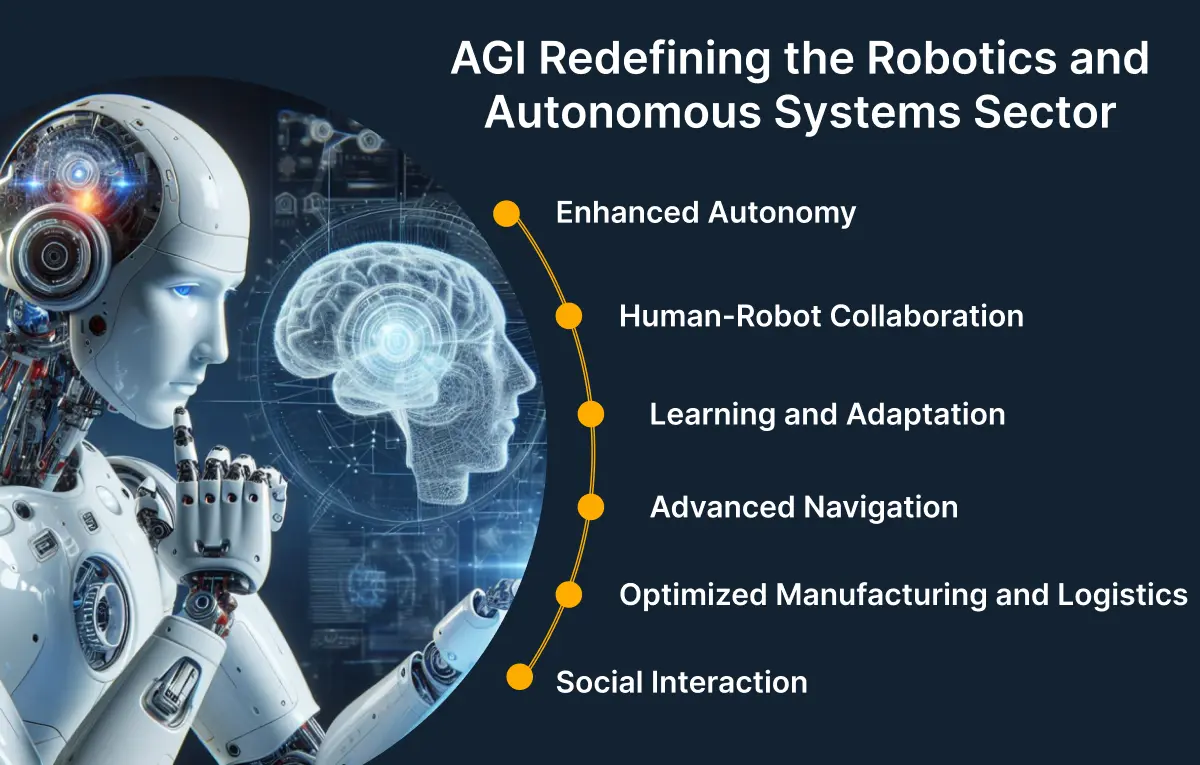 AGI Redefining the Robotics and
Autonomous Systems Sector
Enhanced Autonomy
Human-Robot Collaboration
Learning and Adaptation
Advanced Navigation
Optimized Manufacturing and Logistics
Social Interaction